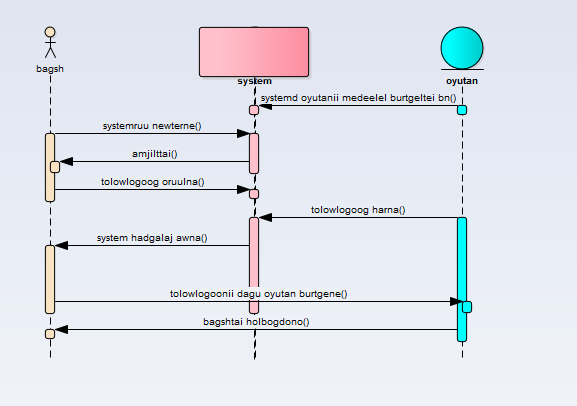 bagsh
system
oyutan
systemd oyutanii medeelel burtgeltei bn()
systemruu newterne()
amjilttai()
tolowlogoog oruulna()
tolowlogoog harna()
system hadgalaj awna()
tolowlogoonii dagu oyutan burtgene()
bagshtai holbogdono()